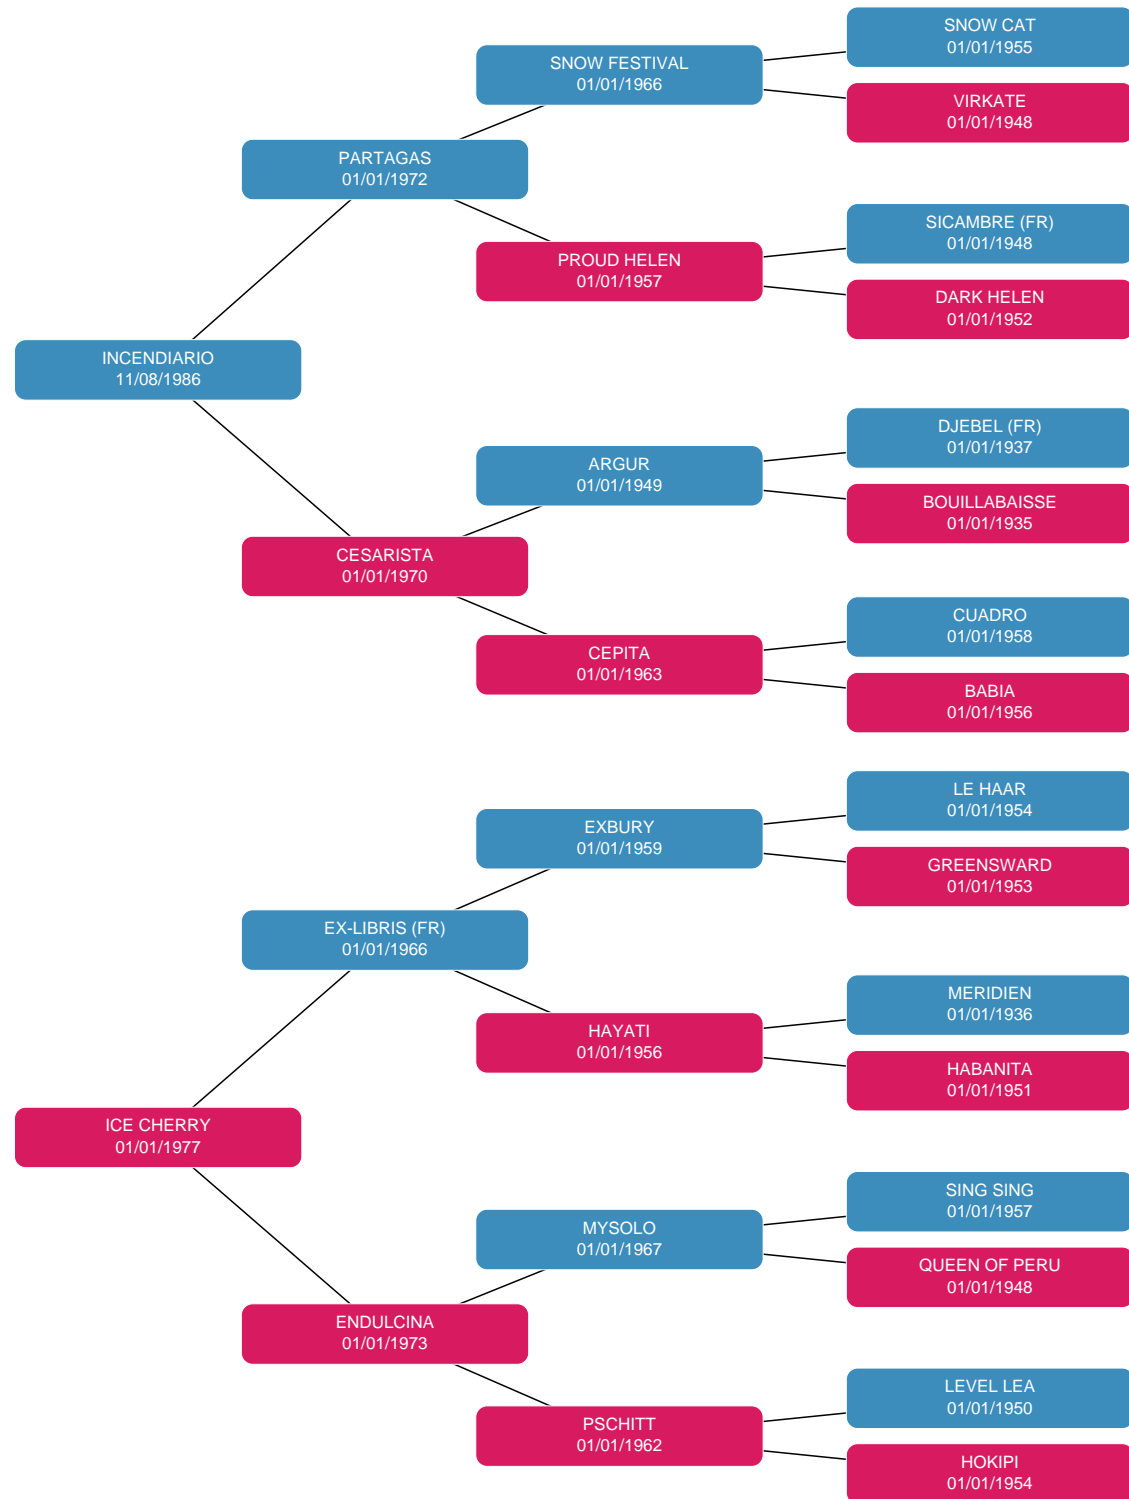 SNOW CAT
01/01/1955
SNOW FESTIVAL
01/01/1966
VIRKATE
01/01/1948
PARTAGAS
01/01/1972
SICAMBRE (FR)
01/01/1948
PROUD HELEN
01/01/1957
DARK HELEN
01/01/1952
INCENDIARIO
11/08/1986
DJEBEL (FR)
01/01/1937
ARGUR
01/01/1949
BOUILLABAISSE
01/01/1935
CESARISTA
01/01/1970
CUADRO
01/01/1958
CEPITA
01/01/1963
BABIA
01/01/1956
LE HAAR
01/01/1954
EXBURY
01/01/1959
GREENSWARD
01/01/1953
EX-LIBRIS (FR)
01/01/1966
MERIDIEN
01/01/1936
HAYATI
01/01/1956
HABANITA
01/01/1951
ICE CHERRY
01/01/1977
SING SING
01/01/1957
MYSOLO
01/01/1967
QUEEN OF PERU
01/01/1948
ENDULCINA
01/01/1973
LEVEL LEA
01/01/1950
PSCHITT
01/01/1962
HOKIPI
01/01/1954